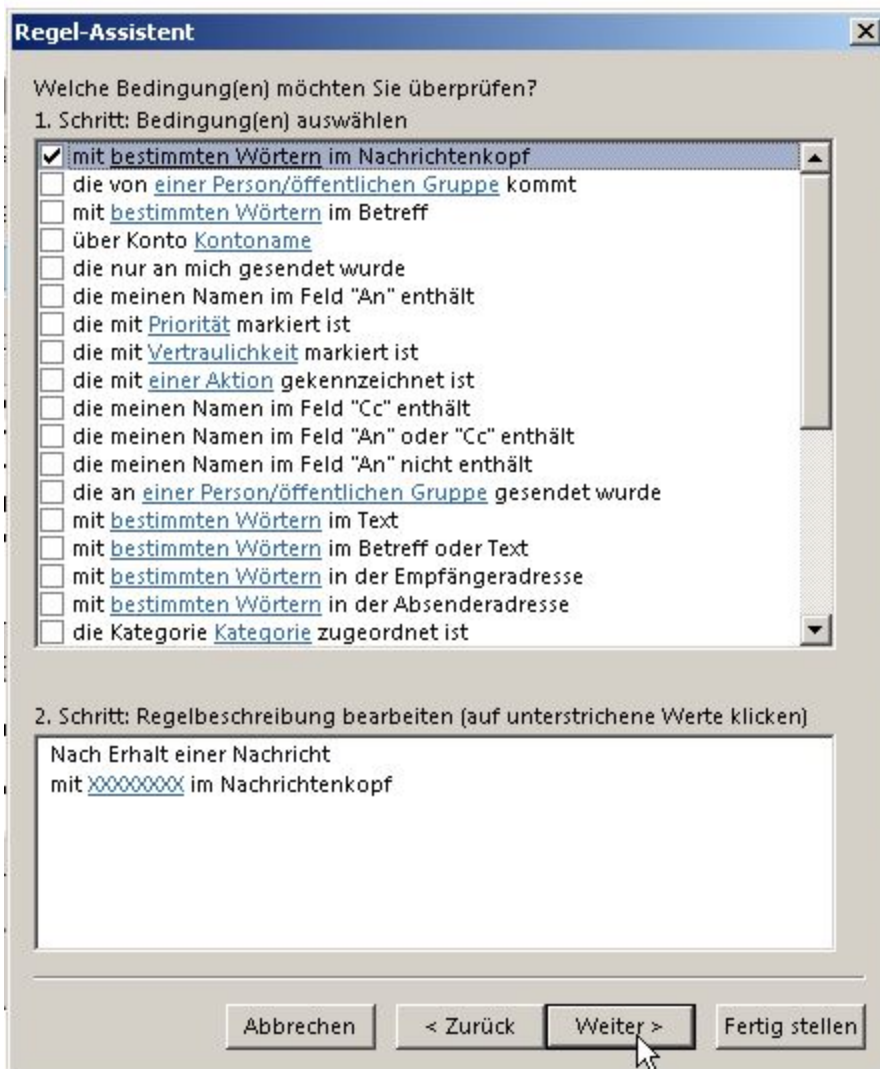 Regel-Assistent
Welche Bedingung(en) möchten Sie überprüfen?
1. Schritt: Bedingung(en) auswählen
mit bestimmten Wörtern im Nachrichtenkopf
die von einer Person/öffentlichen Gruppe kommt
mit bestimmten Wörtern im Betreff
über Konto Kontoname
die nur an mich gesendet wurde
die meinen Namen im Feld "An" enthält
die mit Priorität markiert ist
die mit Vertraulichkeit markiert ist
die mit einer Aktion gekennzeichnet ist
die meinen Namen im Feld "Cc" enthält
die meinen Namen im Feld "An" oder "Cc" enthält
die meinen Namen im Feld "An" nicht enthält
die an einer Person/öffentlichen Gruppe gesendet wurde
mit bestimmten Wörtern im Text
mit bestimmten Wörtern im Betreff oder Text
mit bestimmten Wörtern in der Empfängeradresse
mit bestimmten Wörtern in der Absenderadresse
die Kategorie Kategorie zugeordnet ist
2. Schritt: Regelbeschreibung bearbeiten (auf unterstrichene Werte klicken)
Nach Erhalt einer Nachricht
mit XXXXXXXX im Nachrichtenkopf
Abbrechen < Zurück Weiter > Fertig stellen